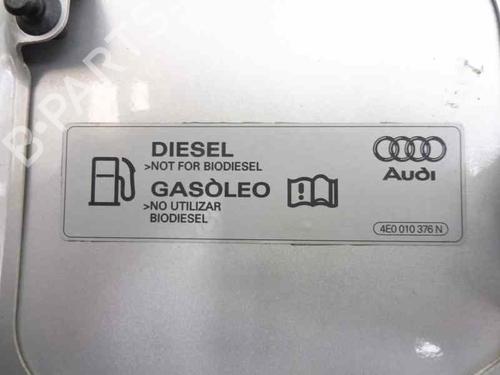 DIESEL
>NOT FOR BIODIESEL
GASÒLEO
>NO UTILIZAR
BIODIESEL
Audi
4E0 010 376 N
B-PARTS